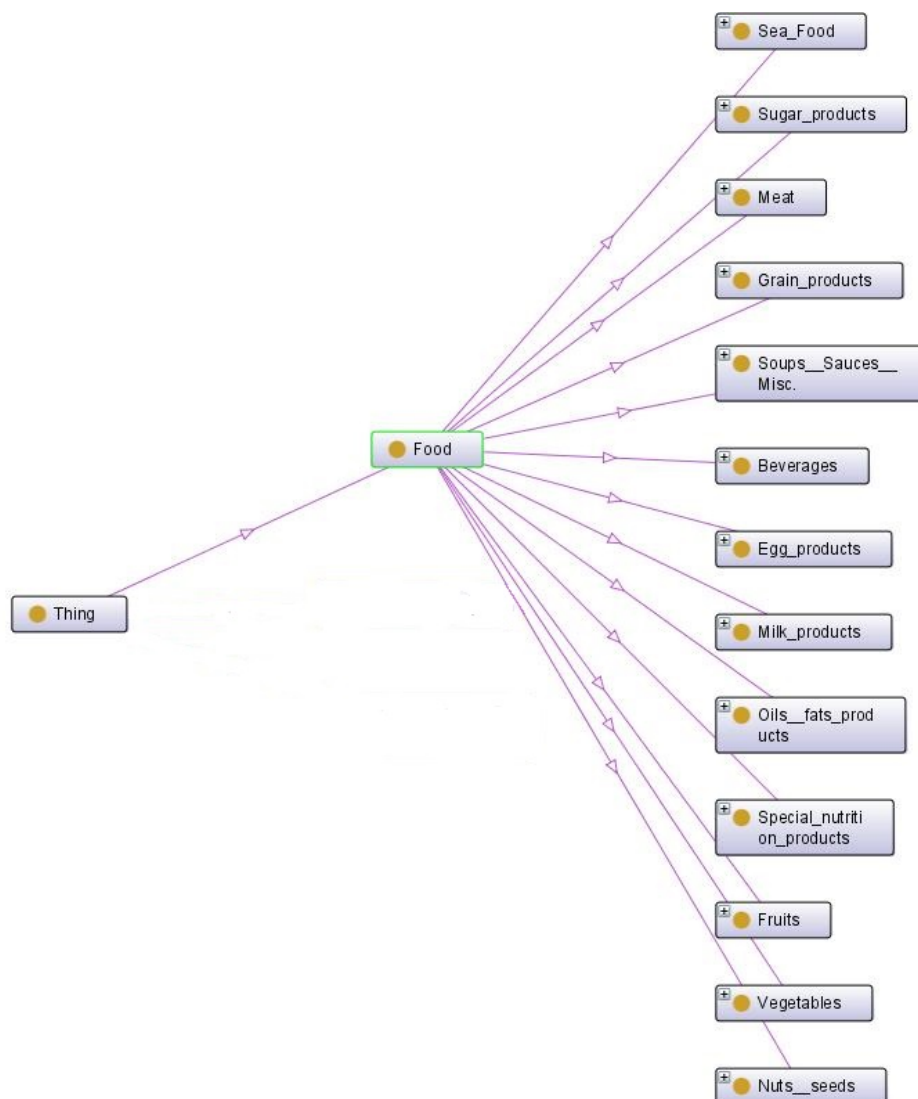 Sea_Food
Sugar_products
Meat
Grain_products
Soups__Sauces__
Misc.
Food
Beverages
Egg_products
Thing
Milk_products
Oils__fats_prod
ucts
Special_nutriti
on_products
Fruits
Vegetables
Nuts__seeds